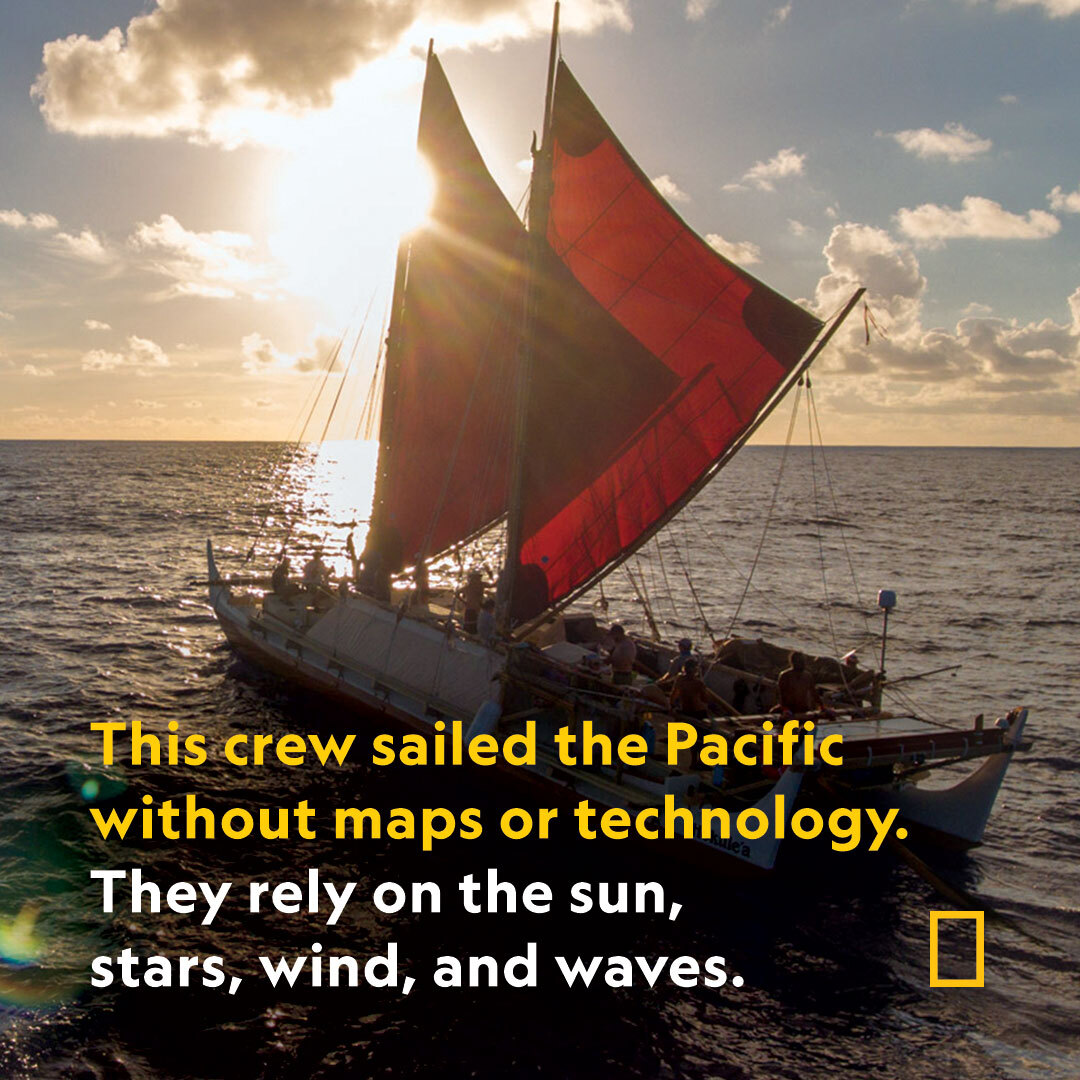 This crew sailed the Pacific
without maps or technology.
They rely on the sun,
stars, wind, and waves.